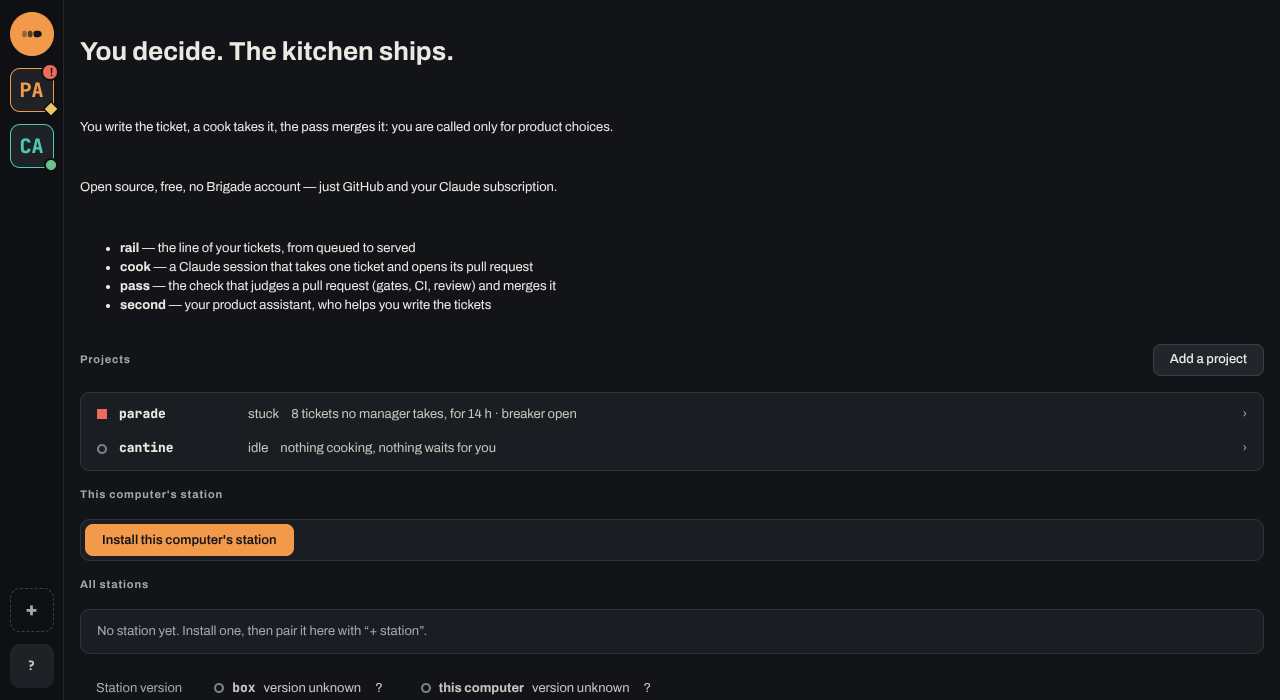 You decide. The kitchen ships.
!
PA
CA
You write the ticket, a cook takes it, the pass merges it: you are called only for product choices.
Open source, free, no Brigade account — just GitHub and your Claude subscription.
• rail — the line of your tickets, from queued to served
• cook — a Claude session that takes one ticket and opens its pull request
• pass — the check that judges a pull request (gates, CI, review) and merges it
• second — your product assistant, who helps you write the tickets
Projects
Add a project
parade stuck 8 tickets no manager takes, for 14 h · breaker open ›
cantine idle nothing cooking, nothing waits for you ›
This computer's station
Install this computer's station
All stations
No station yet. Install one, then pair it here with “+ station”.
+
?
Station version box version unknown ? this computer version unknown ?